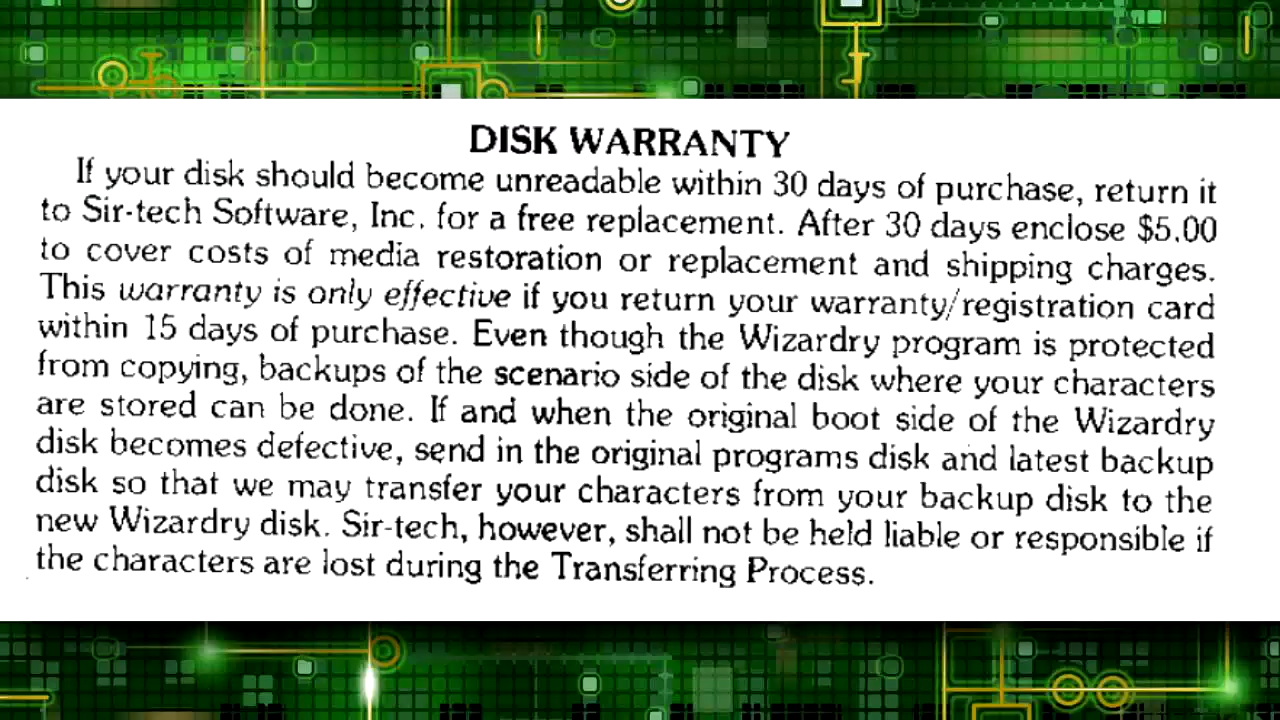 DISK WARRANTY
If your disk should become unreadable within 30 days of purchase, return it
to Sir-tech Software, Inc. for a free replacement. After 30 days enclose $5.00
to cover costs of media restoration or replacement and shipping charges.
This warranty is only effective if you return your warranty/registration card
within 15 days of purchase. Even though the Wizardry program is protected
from copying, backups of the scenario side of the disk where your characters
are stored can be done. If and when the original boot side of the Wizardry
disk becomes defective, send in the original programs disk and latest backup
disk so that we may transfer your characters from your backup disk to the
new Wizardry disk. Sir-tech, however, shall not be held liable or responsible if
the characters are lost during the Transferring Process.